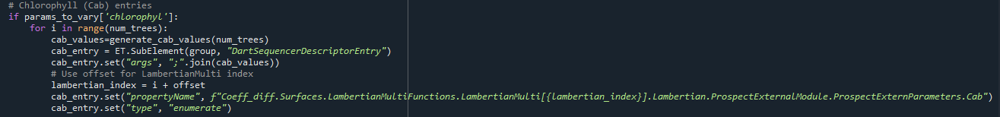 # Chlorophyll (Cab) entries
if params_to_vary['chlorophyl']:
    for i in range(num_trees):
        cab_values=generate_cab_values(num_trees)
        cab_entry = ET.SubElement(group, "DartSequencerDescriptorEntry")
        cab_entry.set("args", ";".join(cab_values))
        # Use offset for LambertianMulti index
        lambertian_index = i + offset
        cab_entry.set("propertyName", f"Coeff_diff.Surfaces.LambertianMultiFunctions.LambertianMulti[{lambertian_index}].Lambertian.ProspectExternalModule.ProspectExternParameters.Cab")
        cab_entry.set("type", "enumerate")